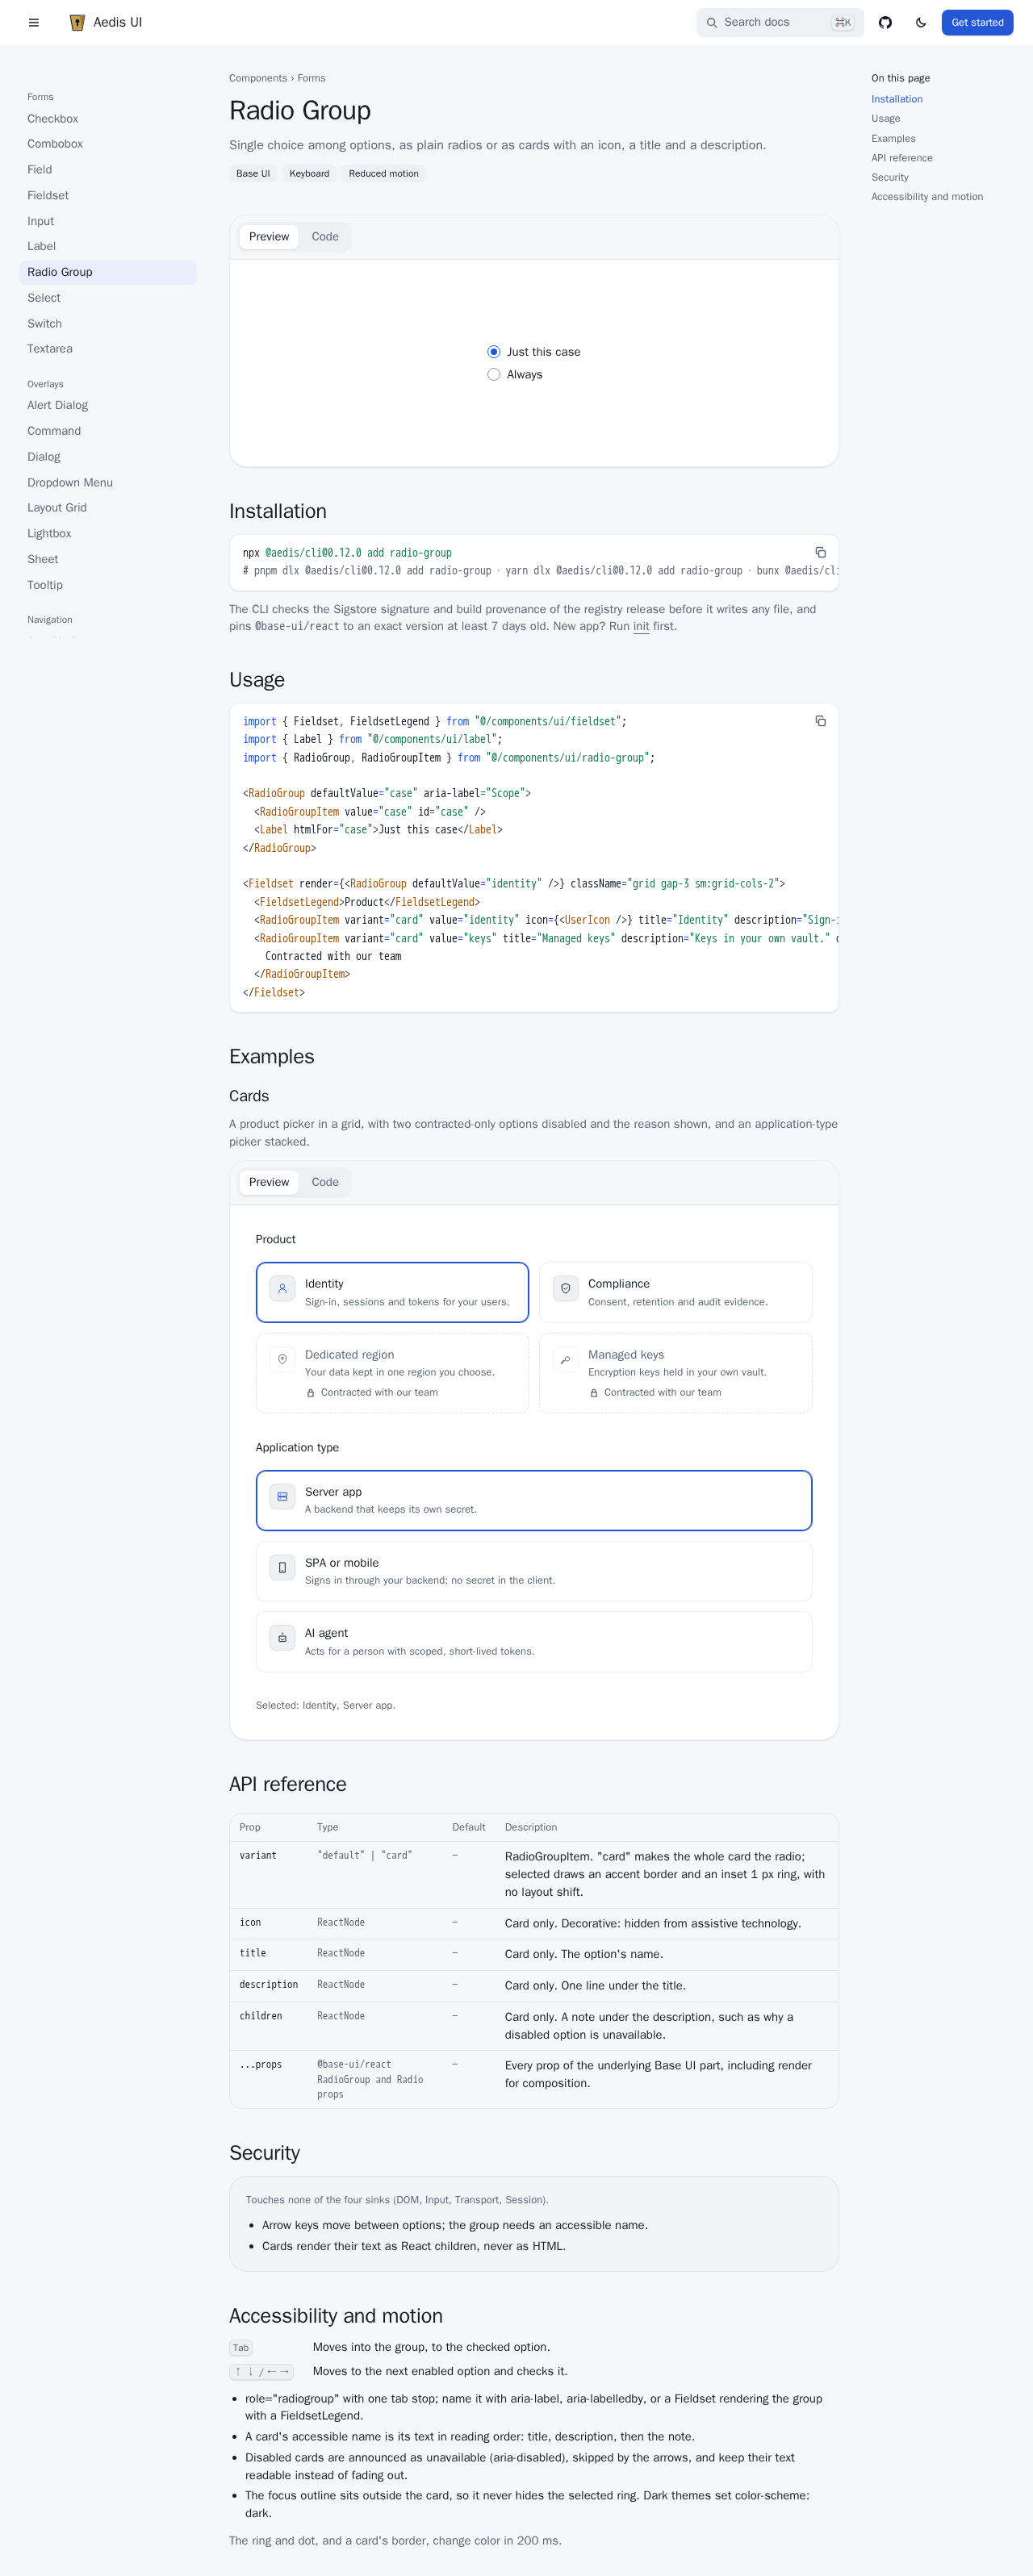 Aedis UI
Search docs
⌘K
Get started
Forms
Checkbox
Combobox
Field
Fieldset
Input
Label
Radio Group
Select
Switch
Textarea
Overlays
Alert Dialog
Command
Dialog
Dropdown Menu
Layout Grid
Lightbox
Sheet
Tooltip
Navigation
Components › Forms
Radio Group
Single choice among options, as plain radios or as cards with an icon, a title and a description.
Base UI
Keyboard
Reduced motion
Preview
Code
Just this case
Always
Installation
npx @aedis/cli@0.12.0 add radio-group
# pnpm dlx @aedis/cli@0.12.0 add radio-group · yarn dlx @aedis/cli@0.12.0 add radio-group · bunx @aedis/cli
The CLI checks the Sigstore signature and build provenance of the registry release before it writes any file, and
pins @base-ui/react to an exact version at least 7 days old. New app? Run init first.
Usage
import { Fieldset, FieldsetLegend } from "@/components/ui/fieldset";
import { Label } from "@/components/ui/label";
import { RadioGroup, RadioGroupItem } from "@/components/ui/radio-group";
<RadioGroup defaultValue="case" aria-label="Scope">
<RadioGroupItem value="case" id="case" />
<Label htmlFor="case">Just this case</Label>
</RadioGroup>
<Fieldset render={<RadioGroup defaultValue="identity" />} className="grid gap-3 sm:grid-cols-2">
<FieldsetLegend>Product</FieldsetLegend>
<RadioGroupItem variant="card" value="identity" icon={<UserIcon />} title="Identity" description="Sign-i
<RadioGroupItem variant="card" value="keys" title="Managed keys" description="Keys in your own vault."
Contracted with our team
</RadioGroupItem>
</Fieldset>
Examples
Cards
A product picker in a grid, with two contracted-only options disabled and the reason shown, and an application-type
picker stacked.
Preview
Code
Product
Identity
Sign-in, sessions and tokens for your users.
Compliance
Consent, retention and audit evidence.
Dedicated region
Your data kept in one region you choose.
Contracted with our team
Managed keys
Encryption keys held in your own vault.
Contracted with our team
Application type
Server app
A backend that keeps its own secret.
SPA or mobile
Signs in through your backend; no secret in the client.
AI agent
Acts for a person with scoped, short-lived tokens.
Selected: Identity, Server app.
API reference
Prop Type Default Description
variant "default" | "card" — RadioGroupItem. "card" makes the whole card the radio;
selected draws an accent border and an inset 1 px ring, with
no layout shift.
icon ReactNode — Card only. Decorative: hidden from assistive technology.
title ReactNode — Card only. The option's name.
description ReactNode — Card only. One line under the title.
children ReactNode — Card only. A note under the description, such as why a
disabled option is unavailable.
...props @base-ui/react — Every prop of the underlying Base UI part, including render
RadioGroup and Radio for composition.
props
Security
Touches none of the four sinks (DOM, Input, Transport, Session).
• Arrow keys move between options; the group needs an accessible name.
• Cards render their text as React children, never as HTML.
Accessibility and motion
Tab Moves into the group, to the checked option.
↑ ↓ / ← → Moves to the next enabled option and checks it.
• role="radiogroup" with one tab stop; name it with aria-label, aria-labelledby, or a Fieldset rendering the group
with a FieldsetLegend.
• A card's accessible name is its text in reading order: title, description, then the note.
• Disabled cards are announced as unavailable (aria-disabled), skipped by the arrows, and keep their text
readable instead of fading out.
• The focus outline sits outside the card, so it never hides the selected ring. Dark themes set color-scheme:
dark.
The ring and dot, and a card's border, change color in 200 ms.
On this page
Installation
Usage
Examples
API reference
Security
Accessibility and motion